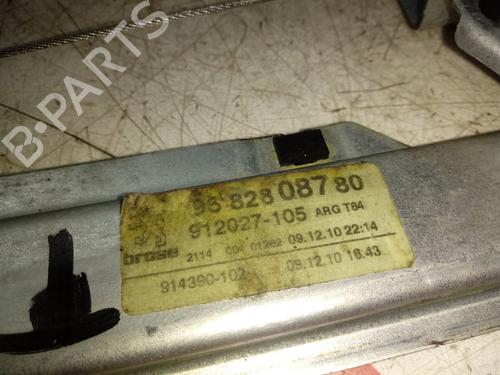 B-PARTS
96 828 087 80
912027-105 ARG T84
brose 2114 004 01282 09.12.10 22:14
914390-102 09.12.10 16:43